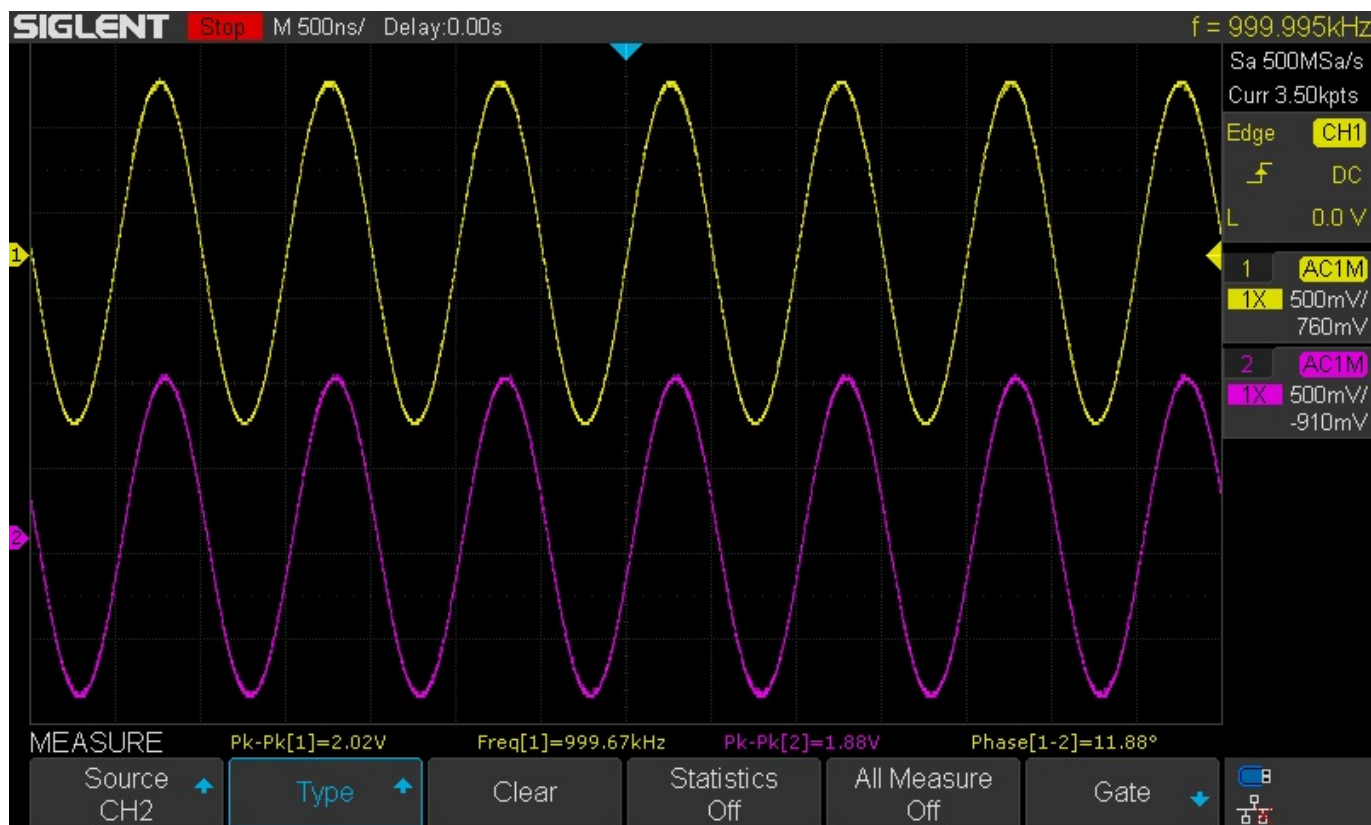 SIGLENT Stop M 500ns/ Delay:0.00s f = 999.995kHz
Sa 500MSa/s
Curr 3.50kpts
Edge CH1
DC
L 0.0 V
1 AC1M
1X 500mV/
760mV
2 AC1M
1X 500mV/
-910mV
1
2
MEASURE Pk-Pk[1]=2.02V Freq[1]=999.67kHz Pk-Pk[2]=1.88V Phase[1-2]=11.88°
Source
CH2
Type
Clear
Statistics
Off
All Measure
Off
Gate